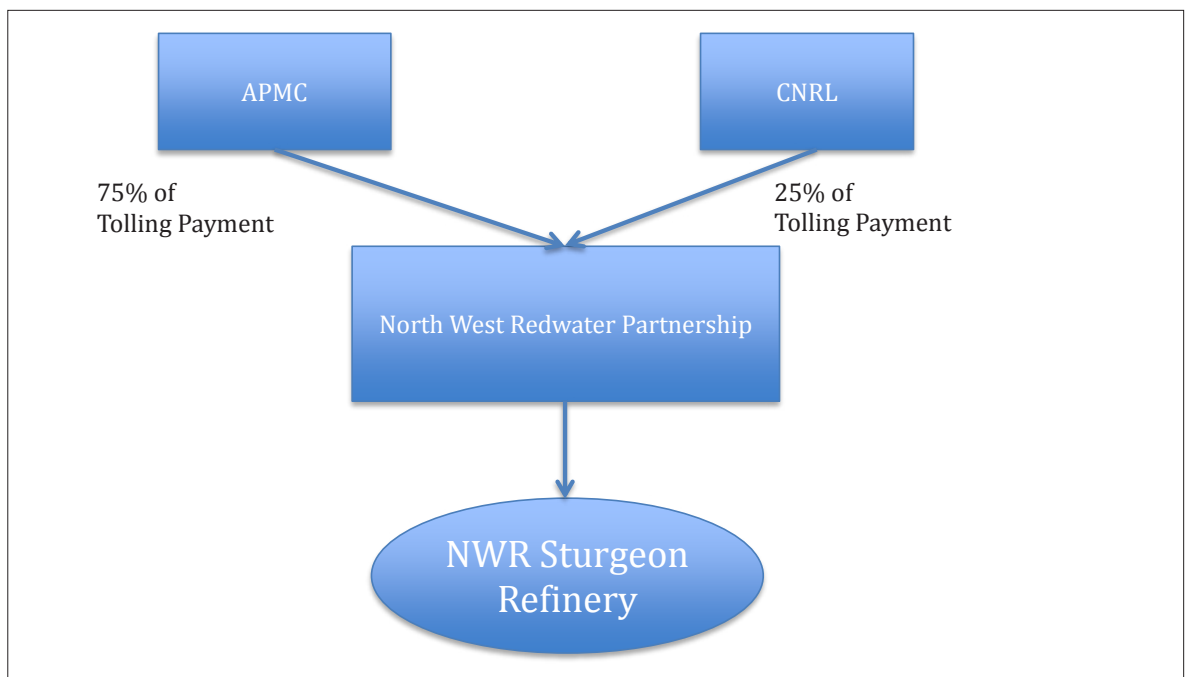 APMC
CNRL
75% of
Tolling Payment
25% of
Tolling Payment
North West Redwater Partnership
NWR Sturgeon
Refinery